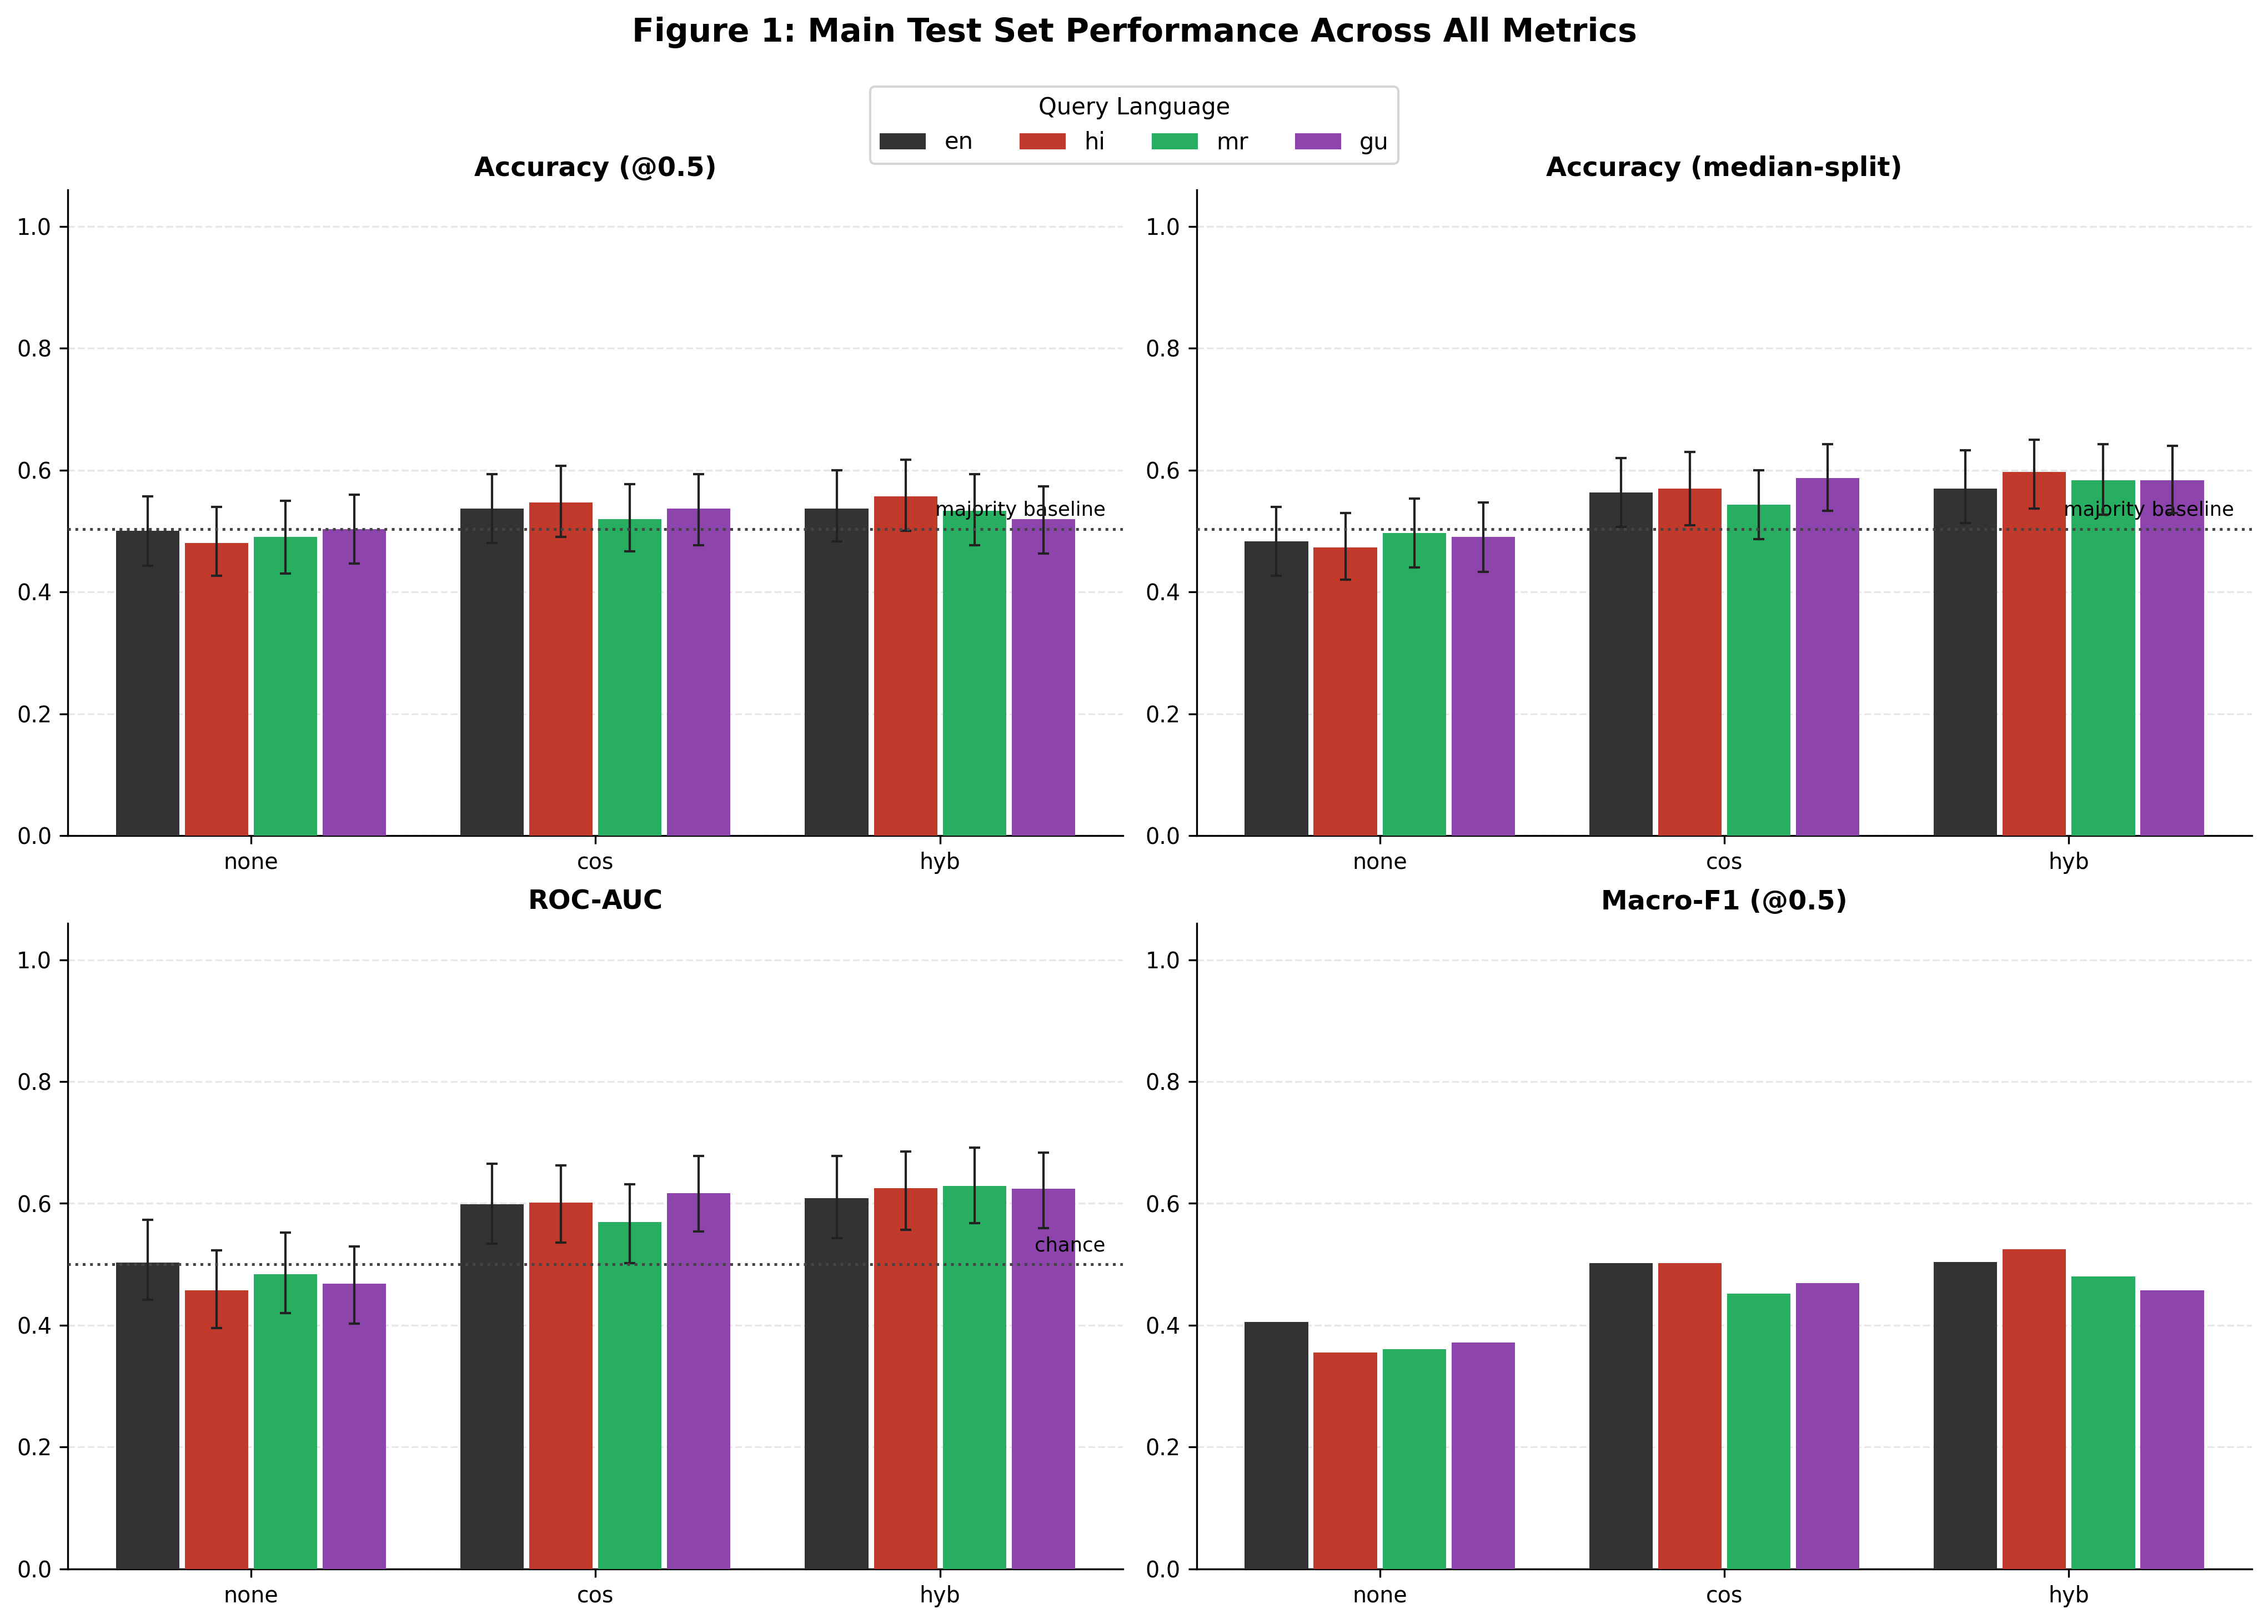 Figure 1: Main Test Set Performance Across All Metrics
Query Language
en hi mr gu
Accuracy (@0.5)
1.0
0.8
0.6
0.4
0.2
0.0
majority baseline
none cos hyb
Accuracy (median-split)
1.0
0.8
0.6
0.4
0.2
0.0
majority baseline
none cos hyb
ROC-AUC
1.0
0.8
0.6
0.4
0.2
0.0
chance
none cos hyb
Macro-F1 (@0.5)
1.0
0.8
0.6
0.4
0.2
0.0
none cos hyb